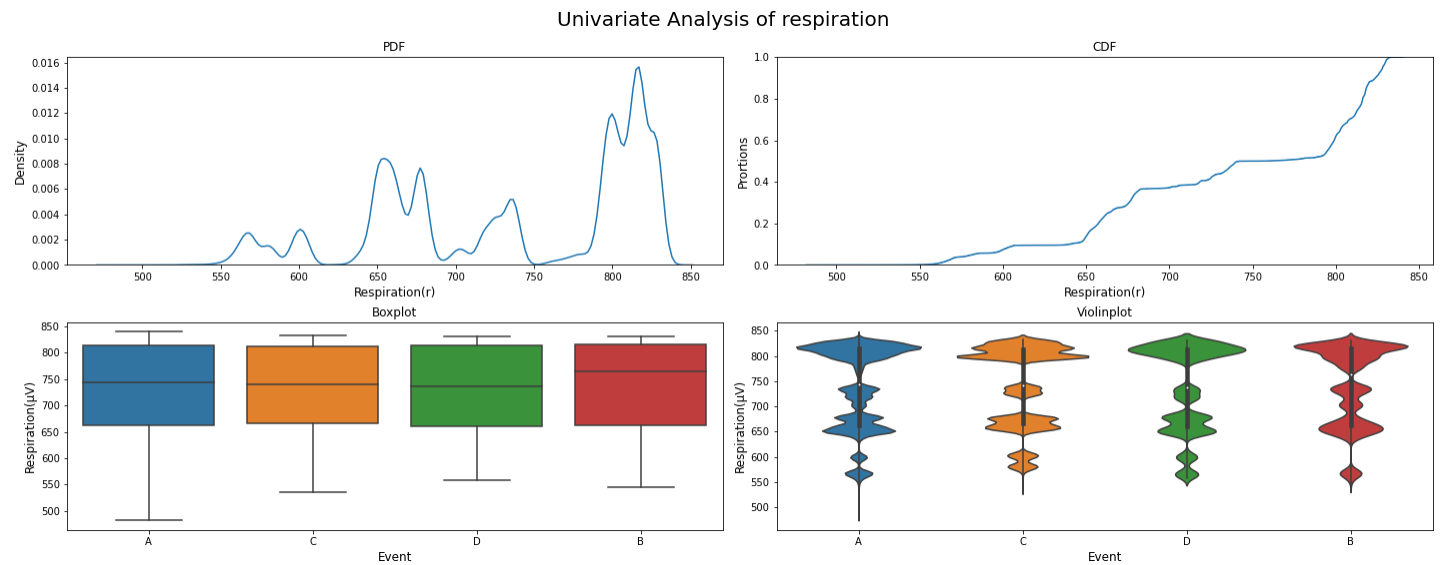 Univariate Analysis of respiration
PDF
0.016
0.014
0.012
0.010
0.008
0.006
0.004
0.002
0.000
Density
500 550 600 650 700 750 800 850
Respiration(r)
CDF
1.0
0.8
0.6
0.4
0.2
0.0
Prortions
500 550 600 650 700 750 800 850
Respiration(r)
Boxplot
850
800
750
700
650
600
550
500
Respiration(μV)
A C D B
Event
Violinplot
850
800
750
700
650
600
550
500
Respiration(μV)
A C D B
Event